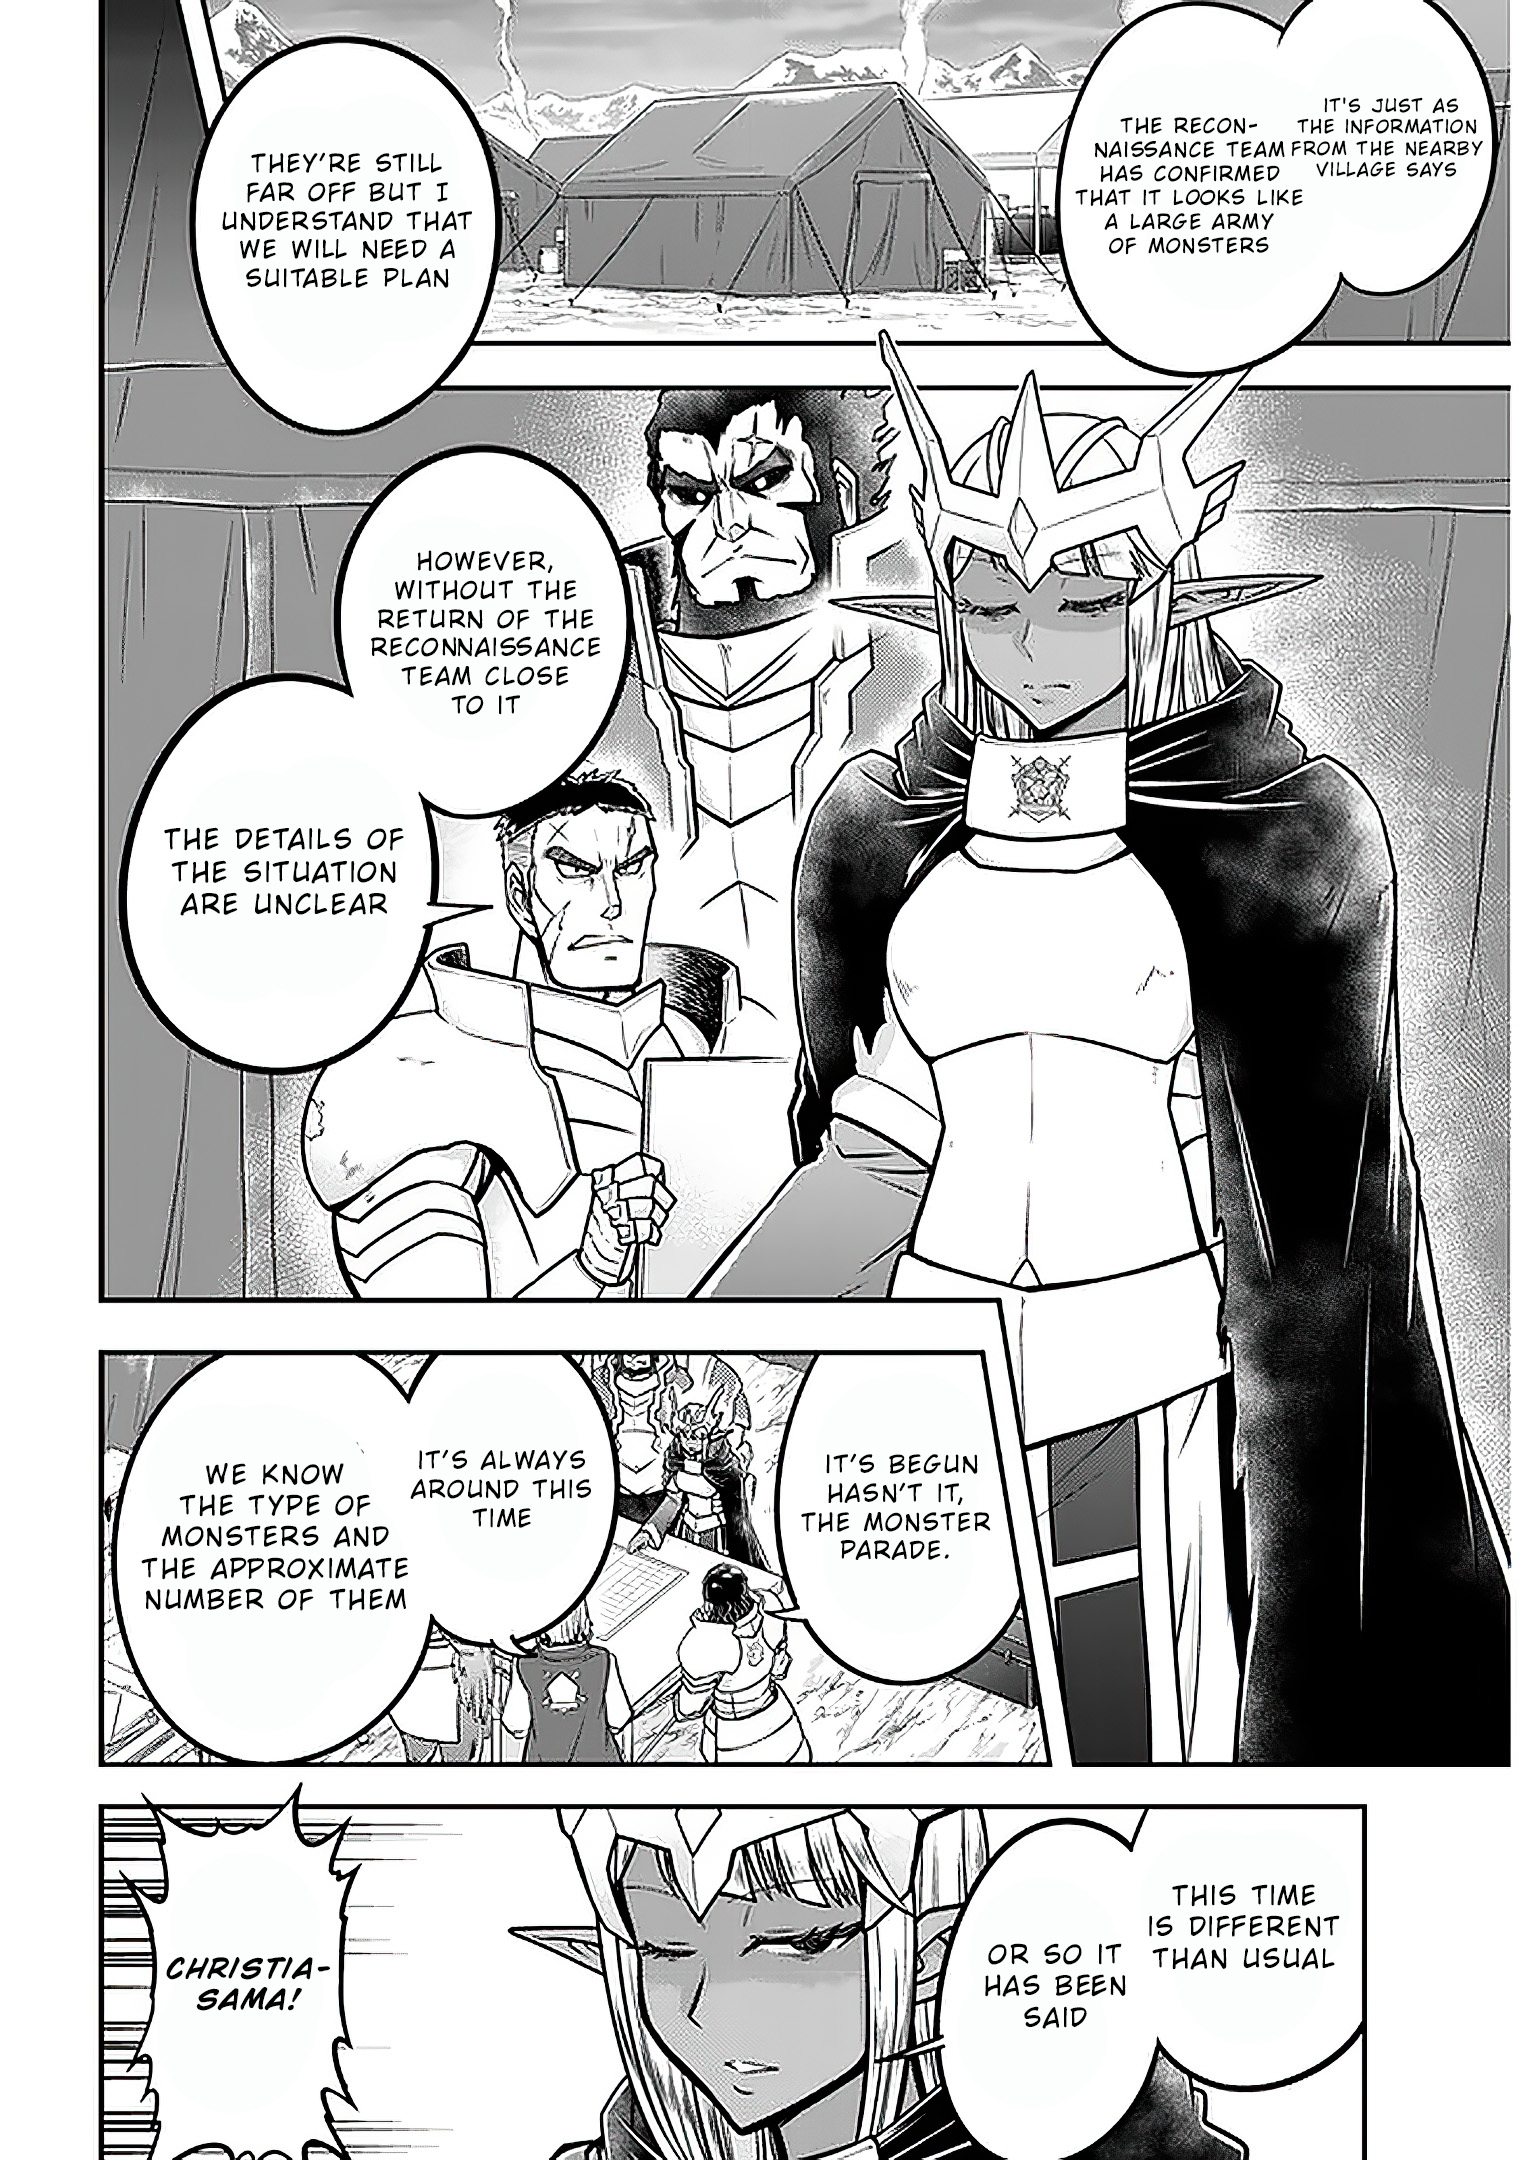 IT'S JUST AS
THE INFORMATION
FROM THE NEARBY
VILLAGE SAYS
THE RECON-
NAISSANCE TEAM
HAS CONFIRMED
THAT IT LOOKS LIKE
A LARGE ARMY
OF MONSTERS
THEY'RE STILL
FAR OFF BUT I
UNDERSTAND THAT
WE WILL NEED A
SUITABLE PLAN
HOWEVER,
WITHOUT THE
RETURN OF THE
RECONNAISSANCE
TEAM CLOSE
TO IT
THE DETAILS OF
THE SITUATION
ARE UNCLEAR
IT'S BEGUN
HASN'T IT,
THE MONSTER
PARADE.
IT'S ALWAYS
AROUND THIS
TIME
WE KNOW
THE TYPE OF
MONSTERS AND
THE APPROXIMATE
NUMBER OF THEM
THIS TIME
IS DIFFERENT
THAN USUAL
OR SO IT
HAS BEEN
SAID
CHRISTIA-
SAMA!